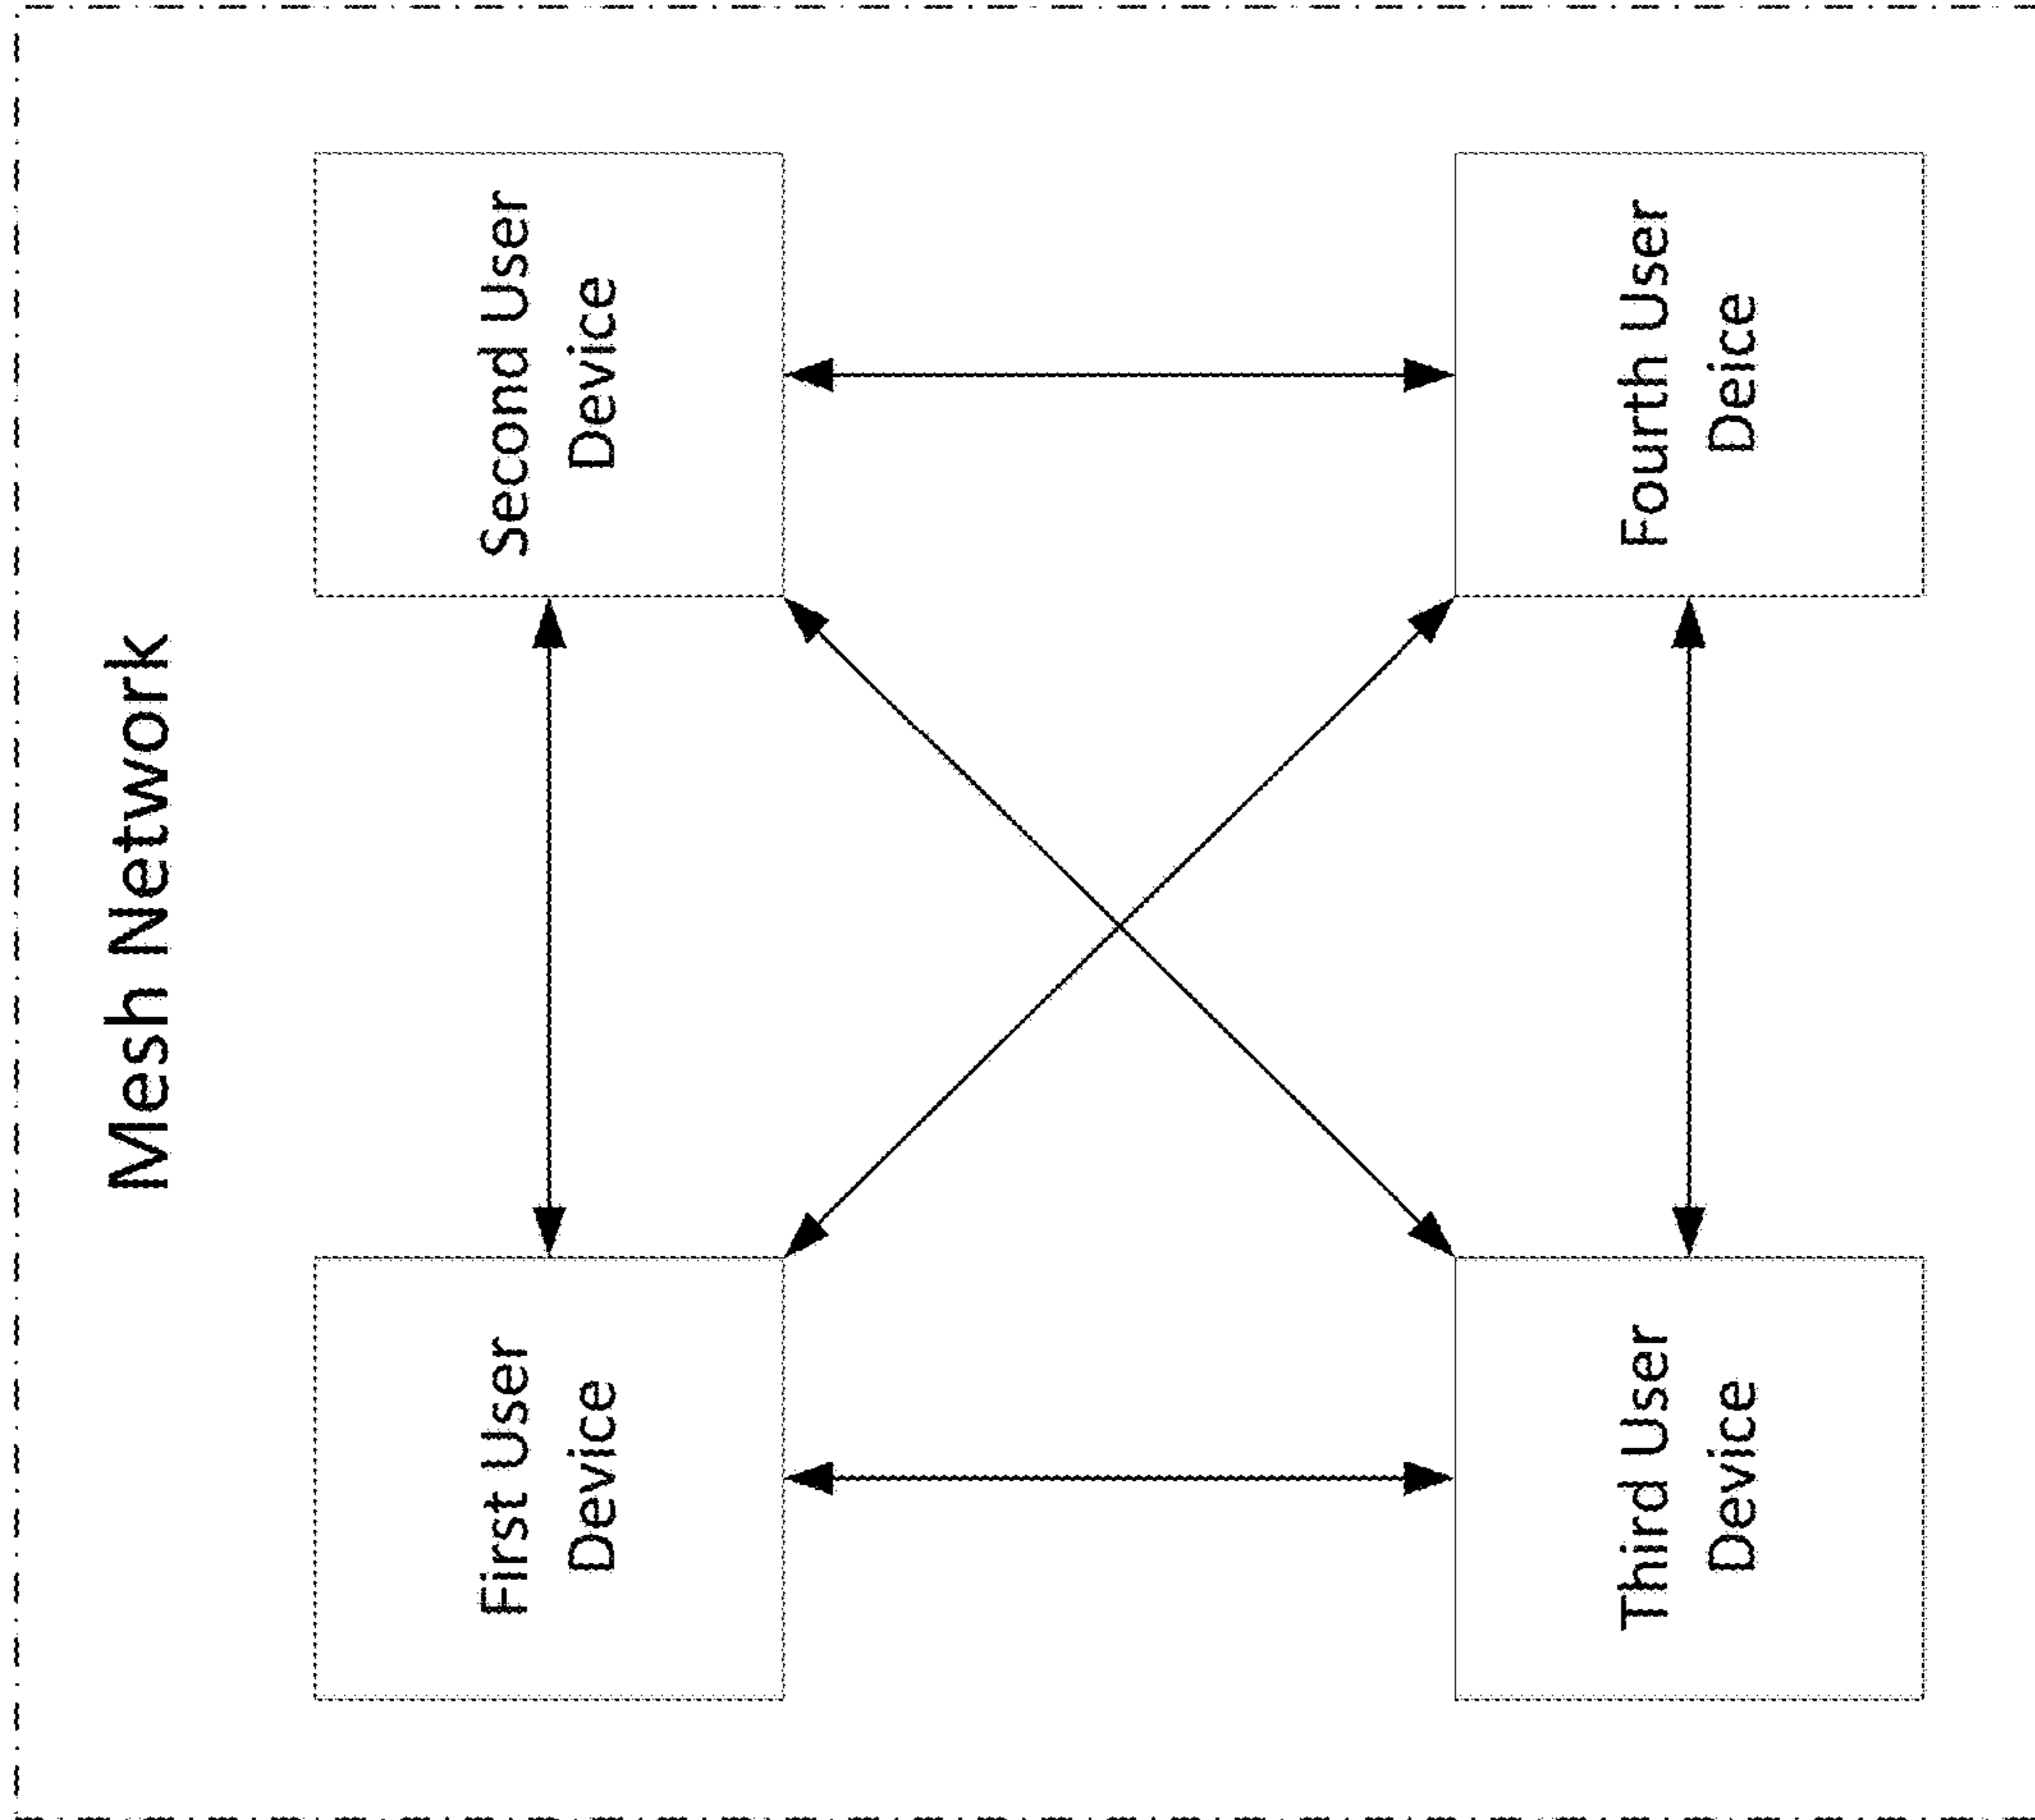 Mesh Network
First User
Device
Second User
Device
Third User
Device
Fourth User
Deice